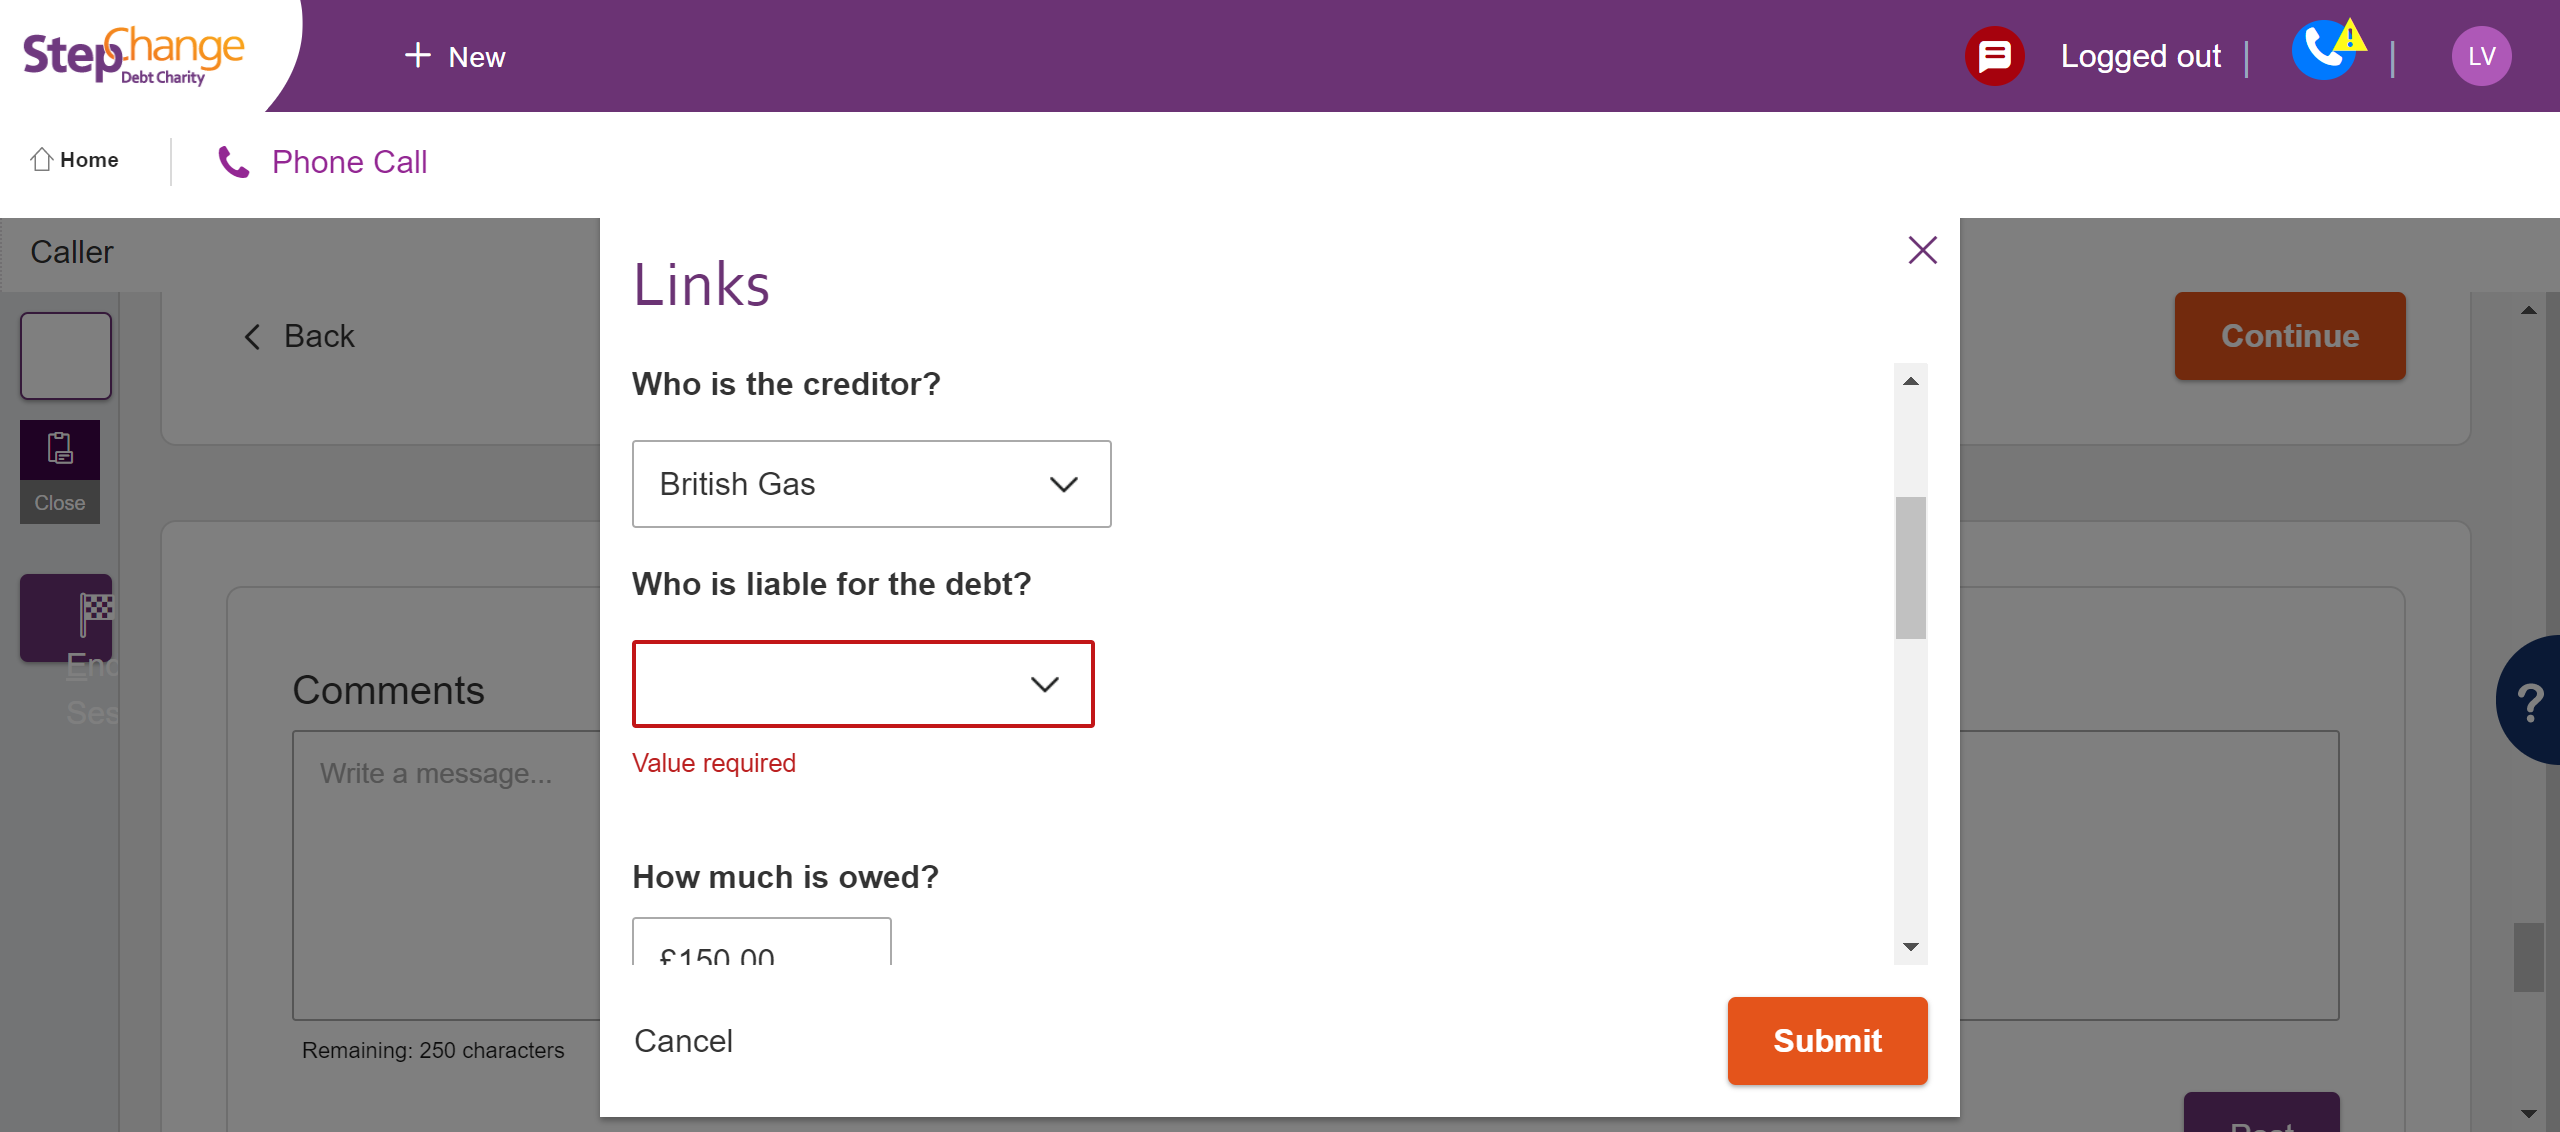 StepChange
Debt Charity
+ New
Logged out
LV
Home
Phone Call
Caller
Links
Back
Continue
Who is the creditor?
British Gas
Close
Who is liable for the debt?
End
Ses
Comments
Value required
Write a message...
?
How much is owed?
£150.00
Cancel
Submit
Remaining: 250 characters
Post